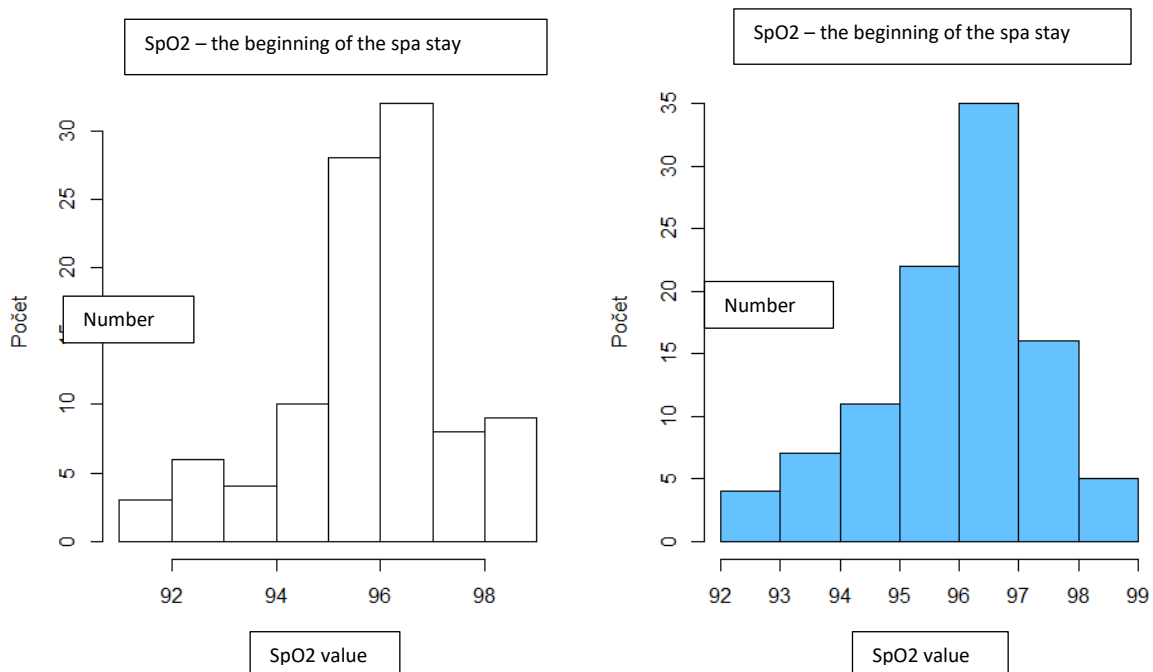 SpO2 – the beginning of the spa stay
30
25
20
10
5
0
Počet
Number
92 94 96 98
SpO2 value
SpO2 – the beginning of the spa stay
35
30
25
20
15
10
5
0
Počet
Number
92 93 94 95 96 97 98 99
SpO2 value